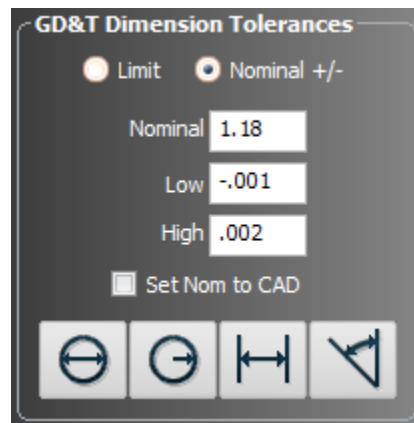 GD&T Dimension Tolerances
Limit Nominal +/-
Nominal 1.18
Low -.001
High .002
Set Nom to CAD